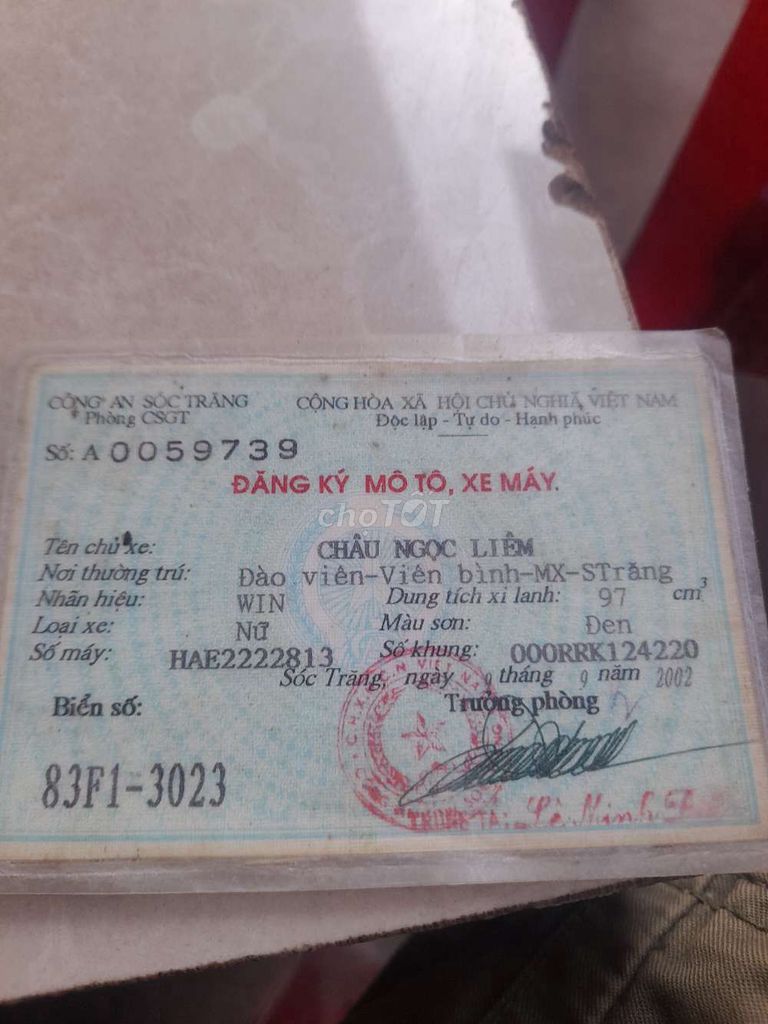 CÔNG AN SÓC TRĂNG
Phòng CSGT
CỘNG HÒA XÃ HỘI CHỦ NGHĨA VIỆT NAM
Độc lập - Tự do - Hạnh phúc
Số: A 0059739
ĐĂNG KÝ MÔ TÔ, XE MÁY.
choTỐT
Tên chủ xe: CHÂU NGỌC LIÊM
Nơi thường trú: Đào viên-Viên bình-MX-STrăng
Nhãn hiệu: WIN Dung tích xi lanh: 97 cm³
Loại xe: Nữ Màu sơn: Đen
Số máy: HAE2222813 Số khung: 000RRK124220
Sóc Trăng, ngày 9 tháng 9 năm 2002
Biển số: Trưởng phòng
83F1-3023
TRUNG TÁ: Lê Minh